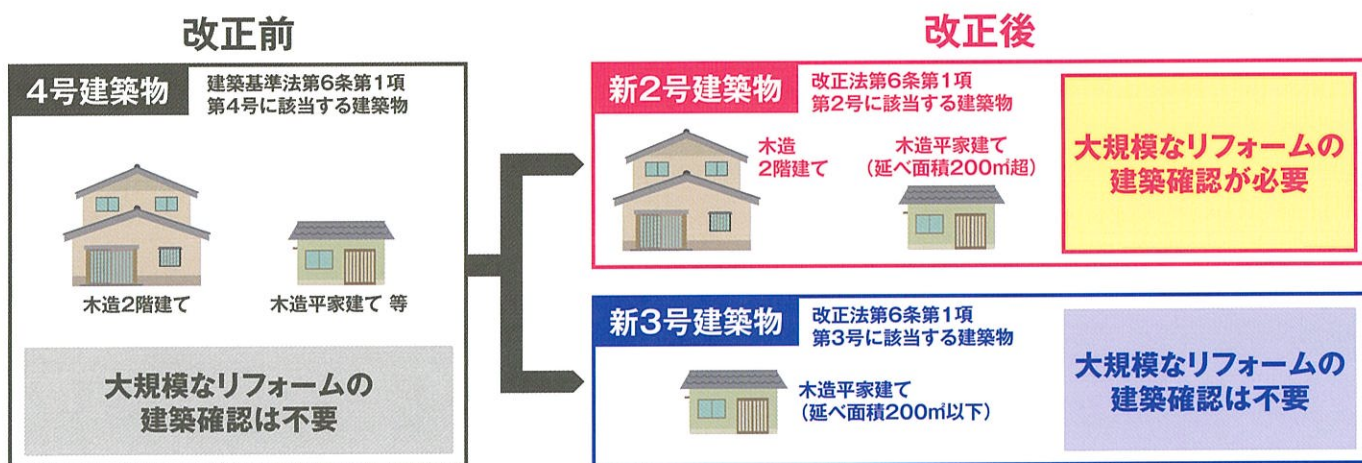 改正前
4号建築物
建築基準法第6条第1項
第4号に該当する建築物
木造2階建て
木造平家建て 等
大規模なリフォームの
建築確認は不要
改正後
新2号建築物
改正法第6条第1項
第2号に該当する建築物
木造
2階建て
木造平家建て
(延べ面積200㎡超)
大規模なリフォームの
建築確認が必要
新3号建築物
改正法第6条第1項
第3号に該当する建築物
木造平家建て
(延べ面積200㎡以下)
大規模なリフォームの
建築確認は不要